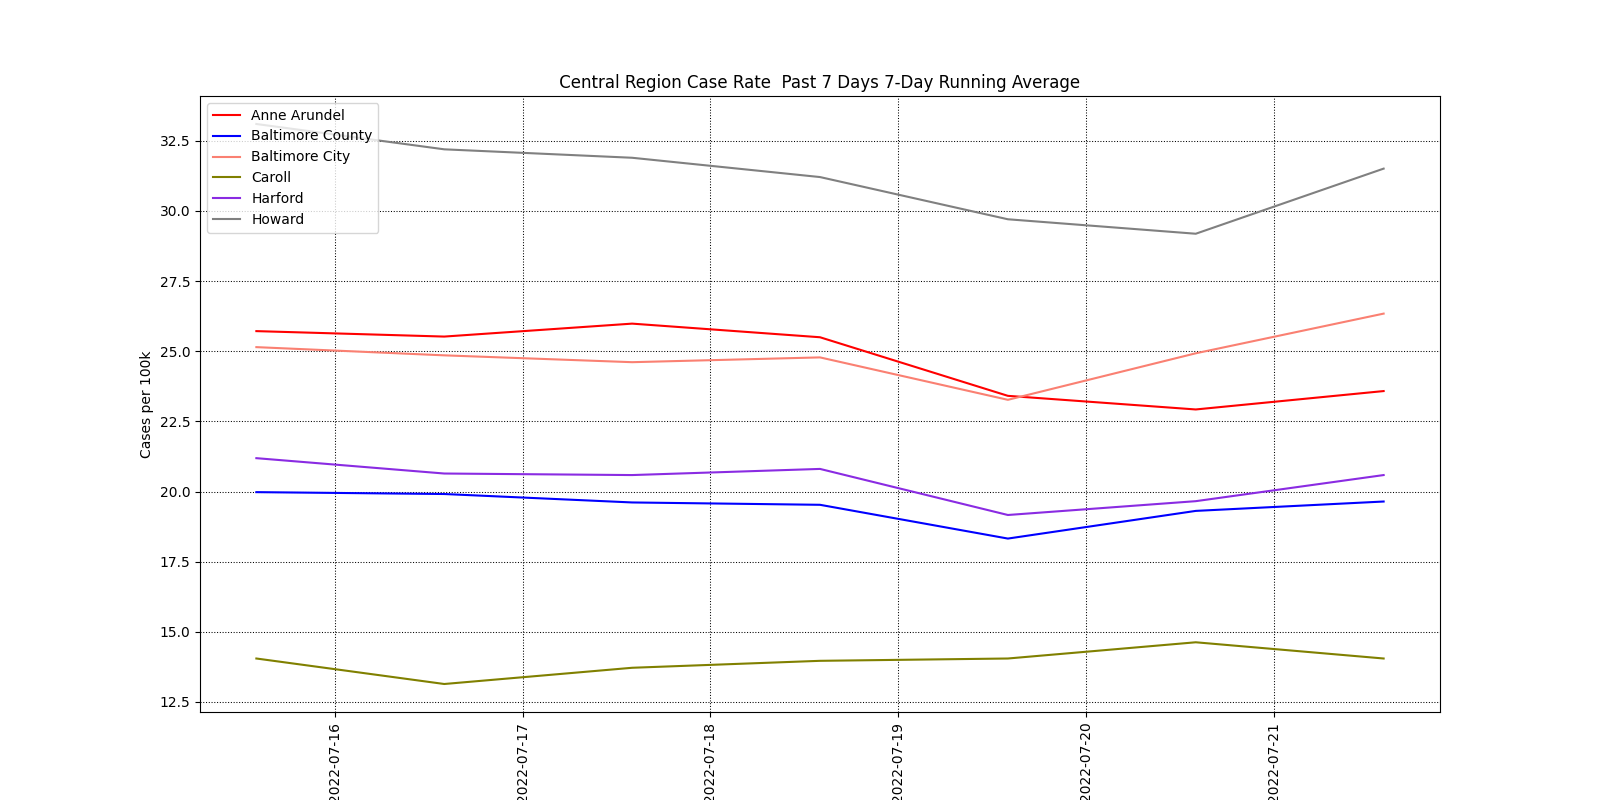 Central Region Case Rate  Past 7 Days 7-Day Running Average
Anne Arundel
Baltimore County
Baltimore City
Caroll
Harford
Howard
Cases per 100k
32.5
30.0
27.5
25.0
22.5
20.0
17.5
15.0
12.5
2022-07-16
2022-07-17
2022-07-18
2022-07-19
2022-07-20
2022-07-21